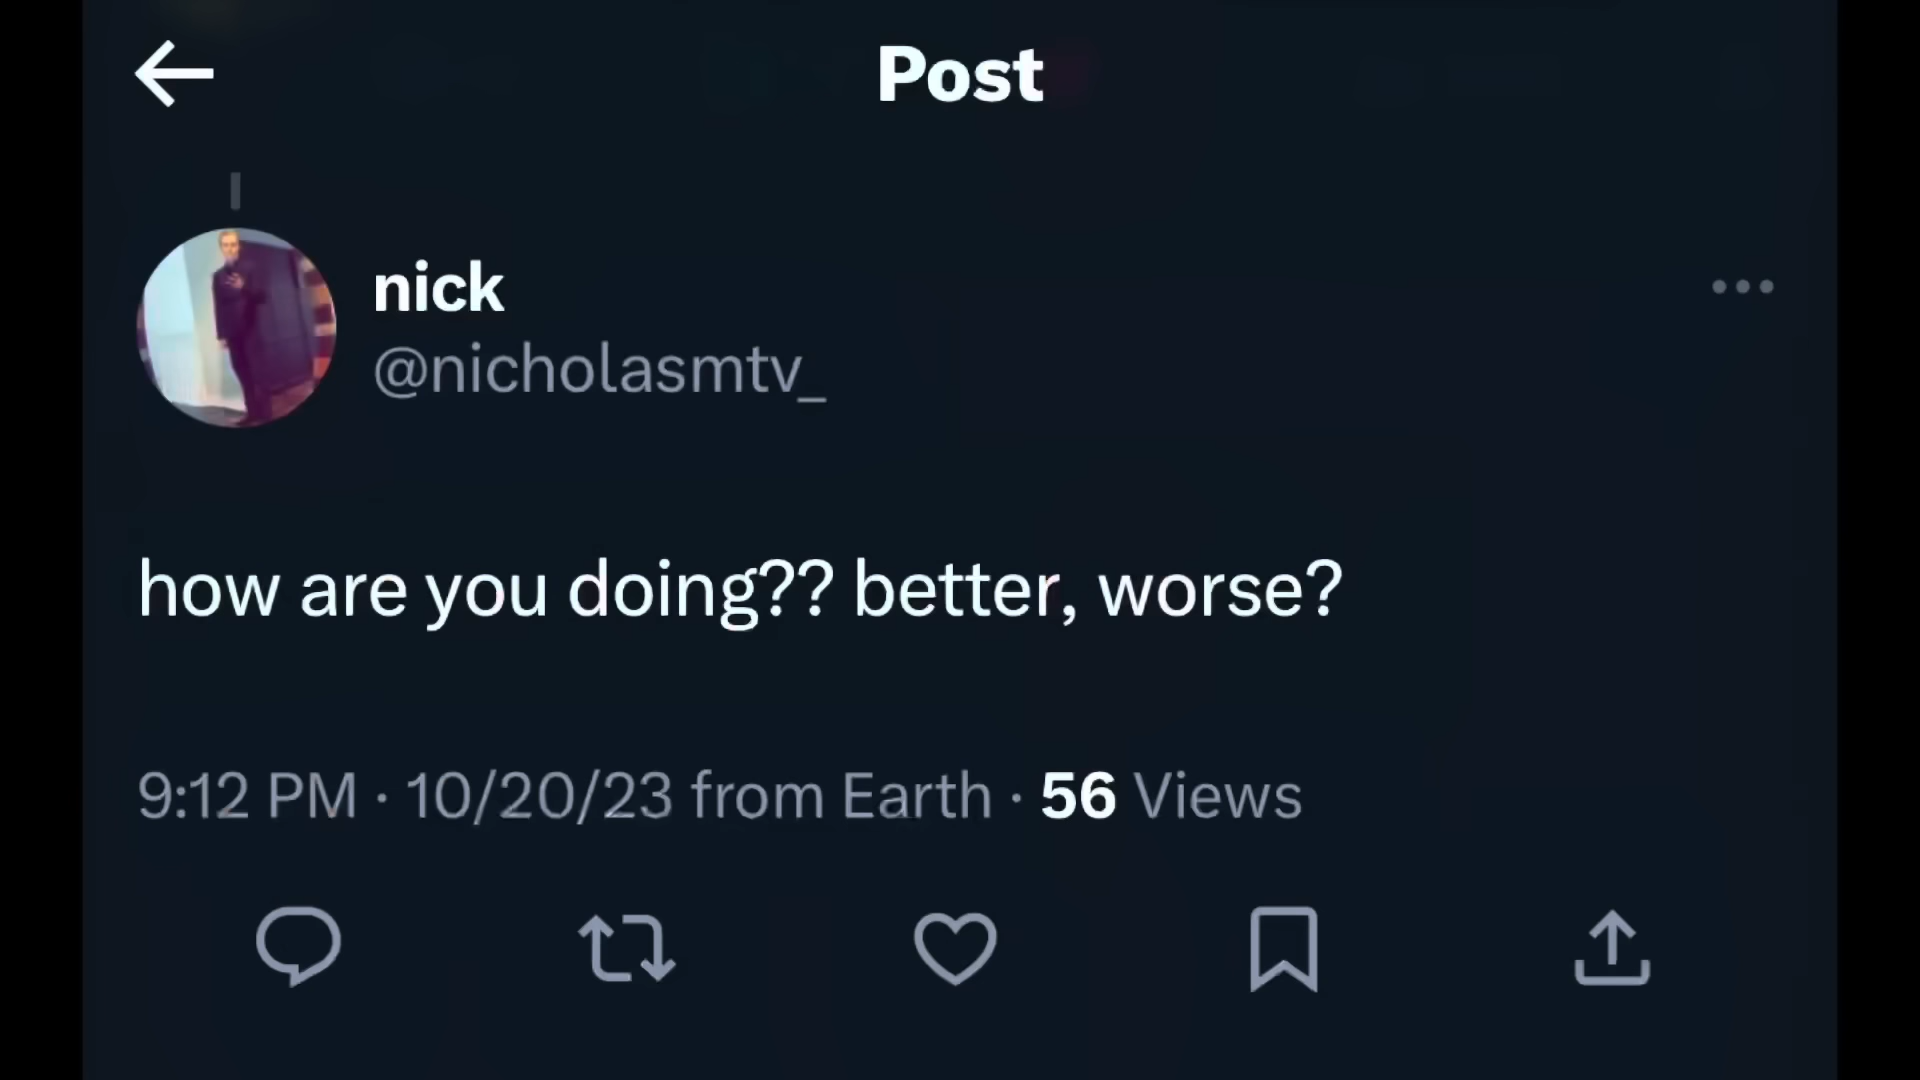 Post
nick
@nicholasmtv_
how are you doing?? better, worse?
9:12 PM · 10/20/23 from Earth · 56 Views